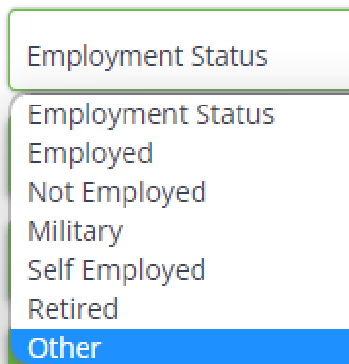 Employment Status
Employment Status
Employed
Not Employed
Military
Self Employed
Retired
Other